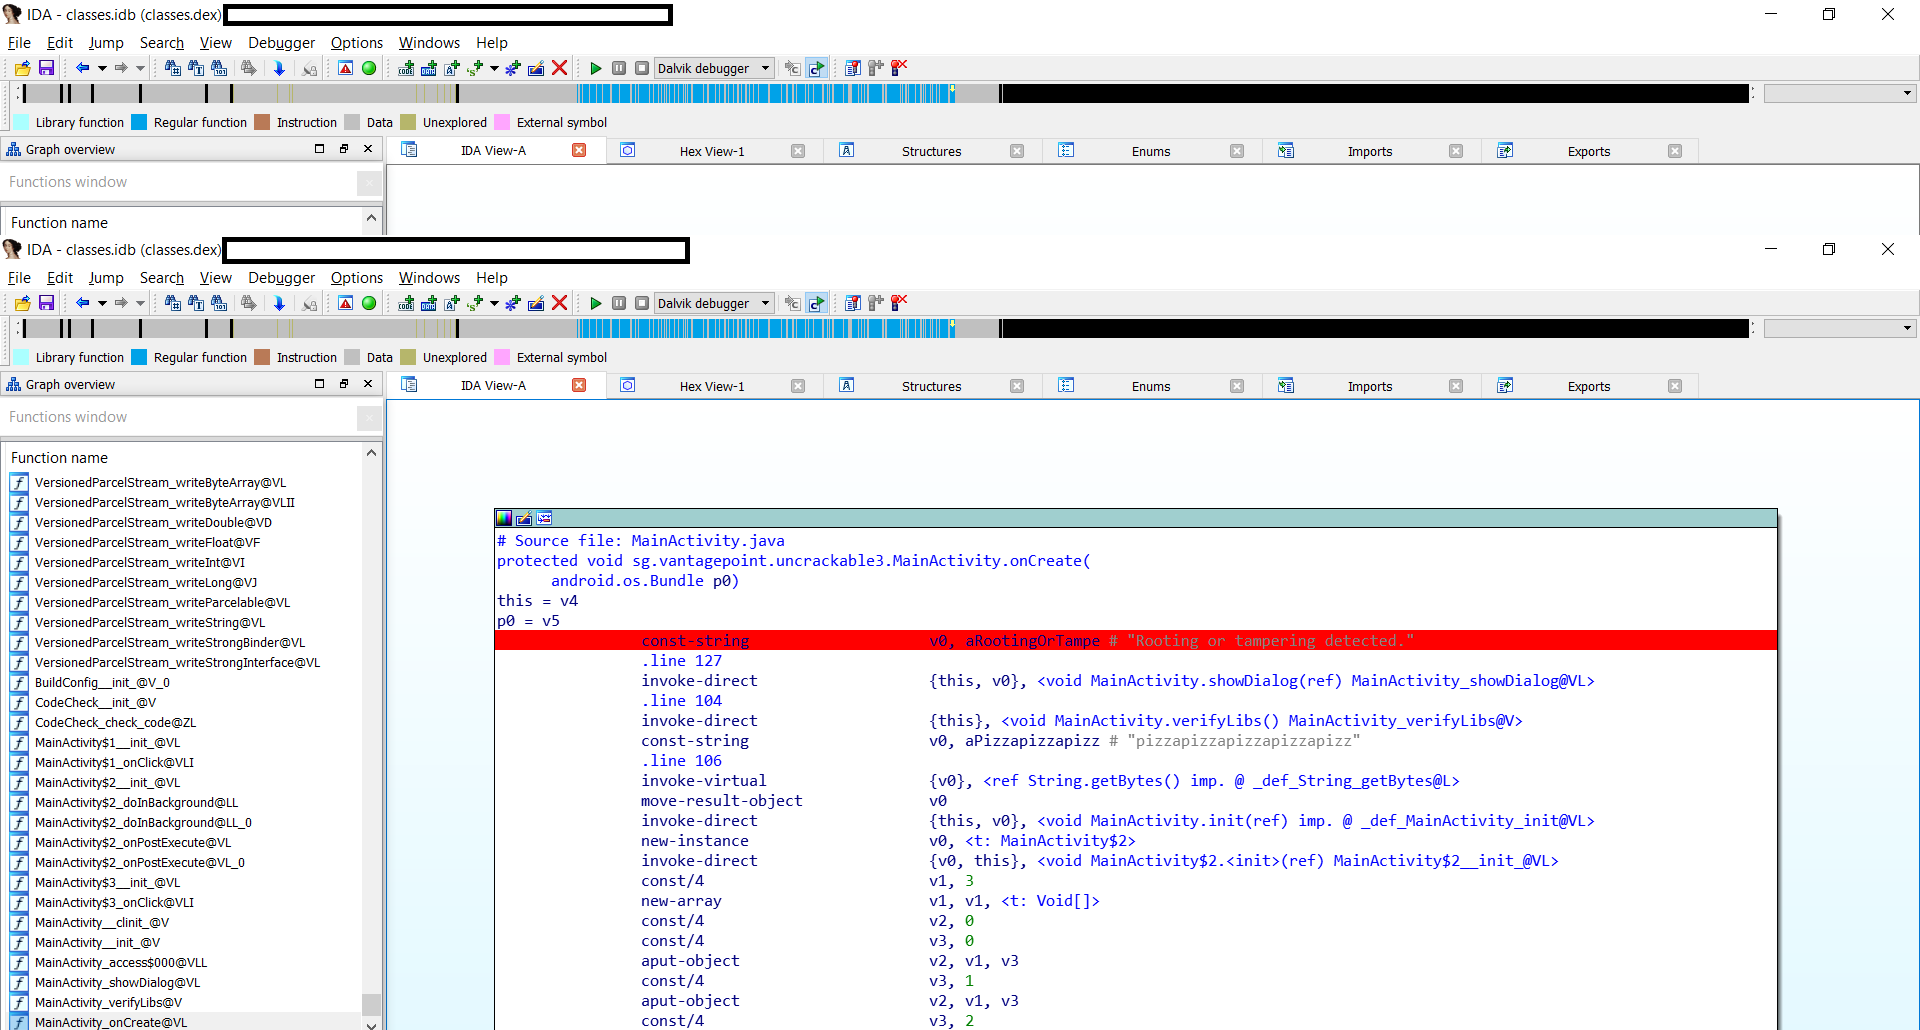 IDA - classes.idb (classes.dex)
File Edit Jump Search View Debugger Options Windows Help
Dalvik debugger
Library function Regular function Instruction Data Unexplored External symbol
Graph overview
IDA View-A Hex View-1 Structures Enums Imports Exports
Functions window
Function name
IDA - classes.idb (classes.dex)
File Edit Jump Search View Debugger Options Windows Help
Dalvik debugger
Library function Regular function Instruction Data Unexplored External symbol
Graph overview
IDA View-A Hex View-1 Structures Enums Imports Exports
Functions window
Function name
VersionedParcelStream_writeByteArray@VL
VersionedParcelStream_writeByteArray@VLII
VersionedParcelStream_writeDouble@VD
VersionedParcelStream_writeFloat@VF
VersionedParcelStream_writeInt@VI
VersionedParcelStream_writeLong@VJ
VersionedParcelStream_writeParcelable@VL
VersionedParcelStream_writeString@VL
VersionedParcelStream_writeStrongBinder@VL
VersionedParcelStream_writeStrongInterface@VL
BuildConfig__init_@V_0
CodeCheck__init_@V
CodeCheck_check_code@ZL
MainActivity$1__init_@VL
MainActivity$1_onClick@VLI
MainActivity$2__init_@VL
MainActivity$2_doInBackground@LL
MainActivity$2_doInBackground@LL_0
MainActivity$2_onPostExecute@VL
MainActivity$2_onPostExecute@VL_0
MainActivity$3__init_@VL
MainActivity$3_onClick@VLI
MainActivity__clinit_@V
MainActivity__init_@V
MainActivity_access$000@VLL
MainActivity_showDialog@VL
MainActivity_verifyLibs@V
MainActivity_onCreate@VL
# Source file: MainActivity.java
protected void sg.vantagepoint.uncrackable3.MainActivity.onCreate(
android.os.Bundle p0)
this = v4
p0 = v5
const-string v0, aRootingOrTampe # "Rooting or tampering detected."
.line 127
invoke-direct {this, v0}, <void MainActivity.showDialog(ref) MainActivity_showDialog@VL>
.line 104
invoke-direct {this}, <void MainActivity.verifyLibs() MainActivity_verifyLibs@V>
const-string v0, aPizzapizzapizz # "pizzapizzapizzapizzapizz"
.line 106
invoke-virtual {v0}, <ref String.getBytes() imp. @ _def_String_getBytes@L>
move-result-object v0
invoke-direct {this, v0}, <void MainActivity.init(ref) imp. @ _def_MainActivity_init@VL>
new-instance v0, <t: MainActivity$2>
invoke-direct {v0, this}, <void MainActivity$2.<init>(ref) MainActivity$2__init_@VL>
const/4 v1, 3
new-array v1, v1, <t: Void[]>
const/4 v2, 0
const/4 v3, 0
aput-object v2, v1, v3
const/4 v3, 1
aput-object v2, v1, v3
const/4 v3, 2